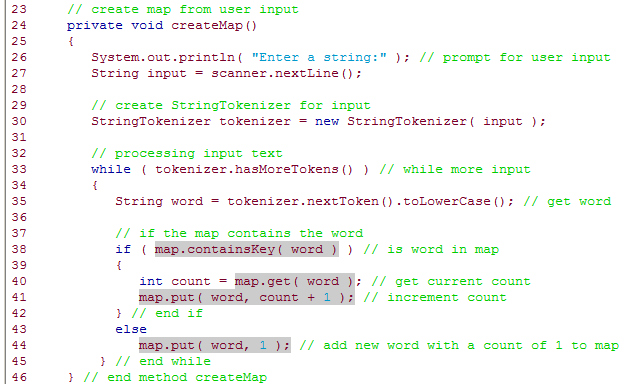 23 // create map from user input
24 private void createMap()
25 {
26 System.out.println( "Enter a string:" ); // prompt for user input
27 String input = scanner.nextLine();
28
29 // create StringTokenizer for input
30 StringTokenizer tokenizer = new StringTokenizer( input );
31
32 // processing input text
33 while ( tokenizer.hasMoreTokens() ) // while more input
34 {
35 String word = tokenizer.nextToken().toLowerCase(); // get word
36
37 // if the map contains the word
38 if ( map.containsKey( word ) ) // is word in map
39 {
40 int count = map.get( word ); // get current count
41 map.put( word, count + 1 ); // increment count
42 } // end if
43 else
44 map.put( word, 1 ); // add new word with a count of 1 to map
45 } // end while
46 } // end method createMap